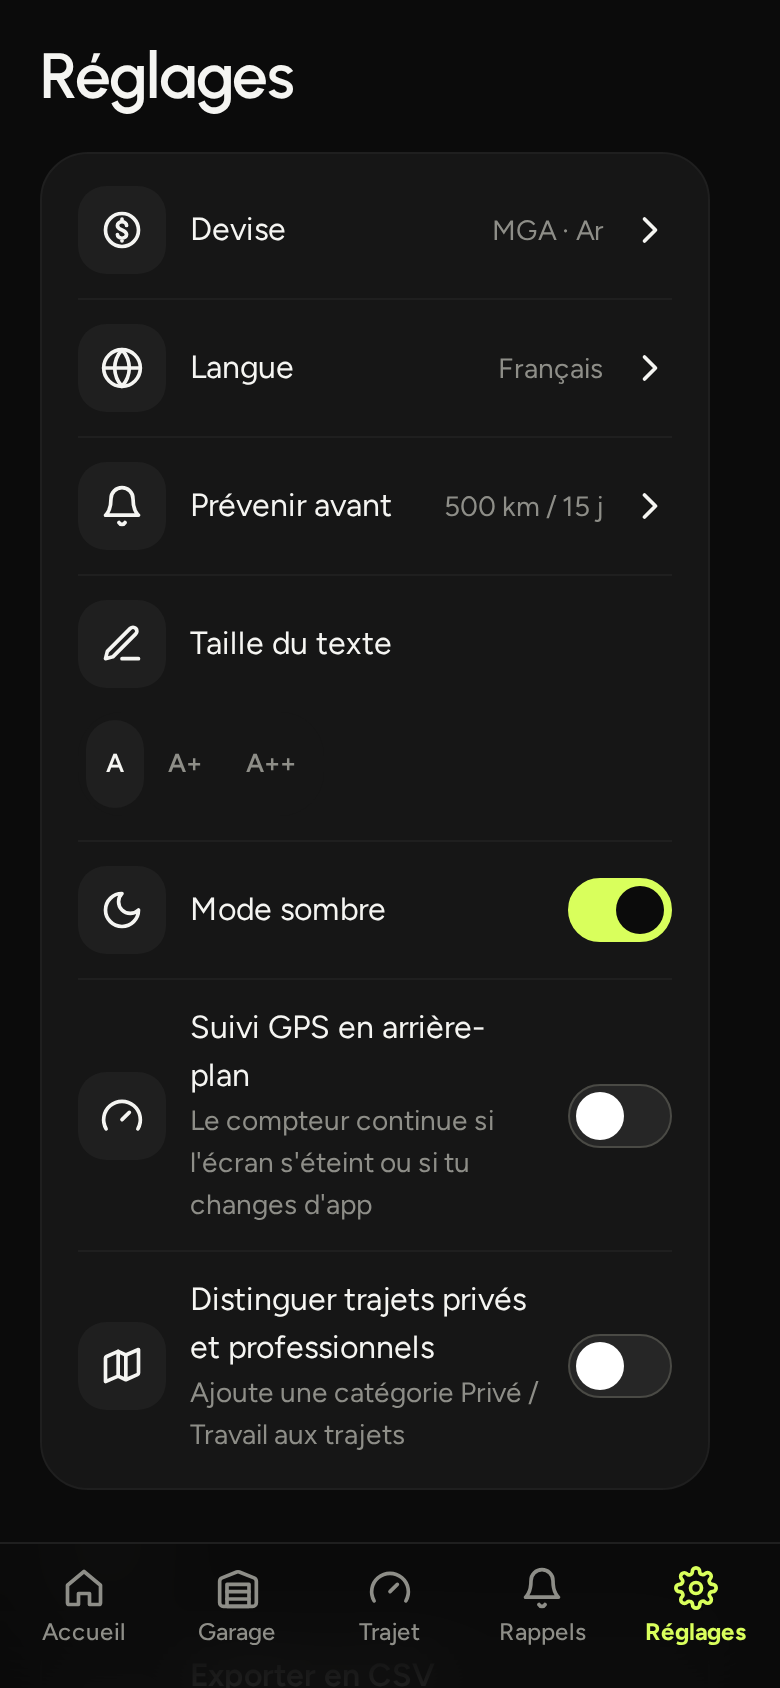 Réglages
Devise
MGA · Ar
Langue
Français
Prévenir avant
500 km / 15 j
Taille du texte
A
A+
A++
Mode sombre
Suivi GPS en arrière-
plan
Le compteur continue si
l'écran s'éteint ou si tu
changes d'app
Distinguer trajets privés
et professionnels
Ajoute une catégorie Privé /
Travail aux trajets
Accueil
Garage
Trajet
Rappels
Réglages
Exporter en CSV